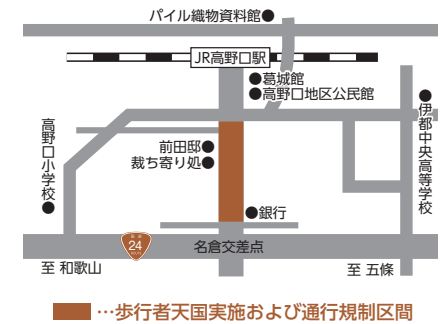 パイル織物資料館●
JR高野口駅
●葛城館
●高野口地区公民館
高野口小学校●
●伊都中央高等学校
前田邸●
裁ち寄り処●
●銀行
24
名倉交差点
至 和歌山
至 五條
…歩行者天国実施および通行規制区間